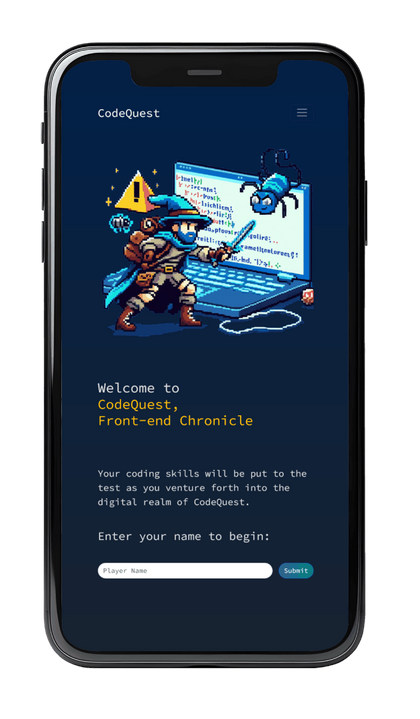 CodeQuest
Welcome to
CodeQuest,
Front-end Chronicle
Your coding skills will be put to the
test as you venture forth into the
digital realm of CodeQuest.
Enter your name to begin:
Player Name
Submit